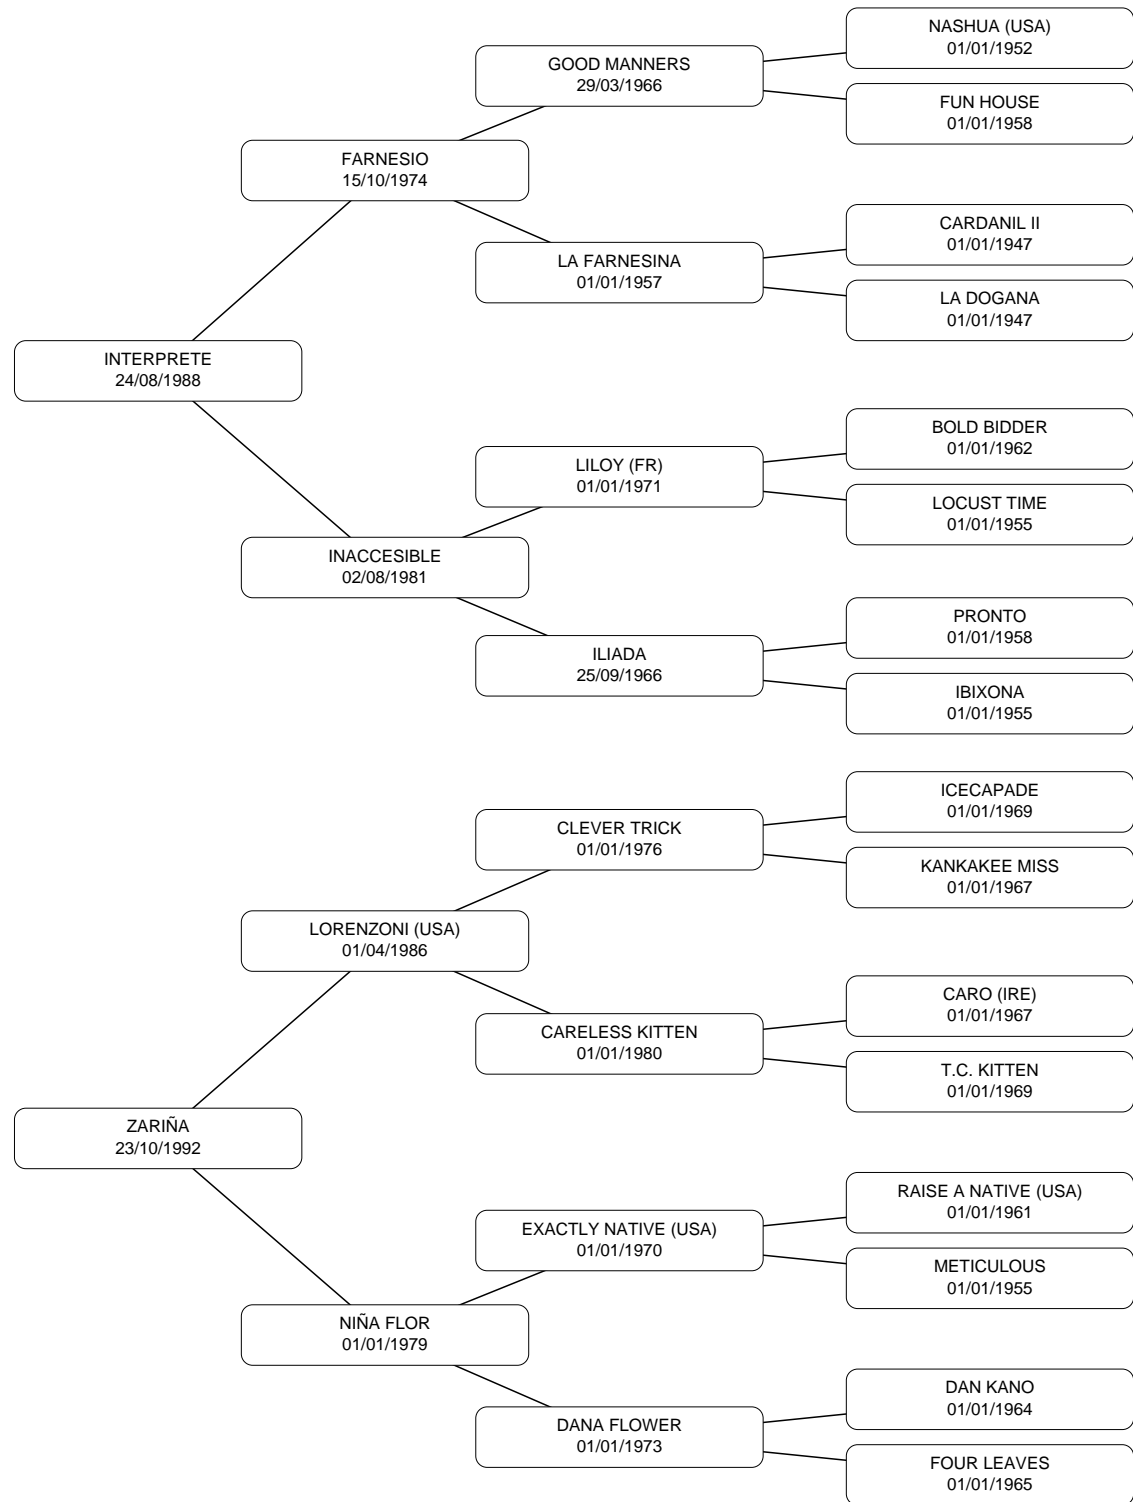 NASHUA (USA)
01/01/1952
GOOD MANNERS
29/03/1966
FUN HOUSE
01/01/1958
FARNESIO
15/10/1974
CARDANIL II
01/01/1947
LA FARNESINA
01/01/1957
LA DOGANA
01/01/1947
INTERPRETE
24/08/1988
BOLD BIDDER
01/01/1962
LILOY (FR)
01/01/1971
LOCUST TIME
01/01/1955
INACCESIBLE
02/08/1981
PRONTO
01/01/1958
ILIADA
25/09/1966
IBIXONA
01/01/1955
ICECAPADE
01/01/1969
CLEVER TRICK
01/01/1976
KANKAKEE MISS
01/01/1967
LORENZONI (USA)
01/04/1986
CARO (IRE)
01/01/1967
CARELESS KITTEN
01/01/1980
T.C. KITTEN
01/01/1969
ZARIÑA
23/10/1992
RAISE A NATIVE (USA)
01/01/1961
EXACTLY NATIVE (USA)
01/01/1970
METICULOUS
01/01/1955
NIÑA FLOR
01/01/1979
DAN KANO
01/01/1964
DANA FLOWER
01/01/1973
FOUR LEAVES
01/01/1965